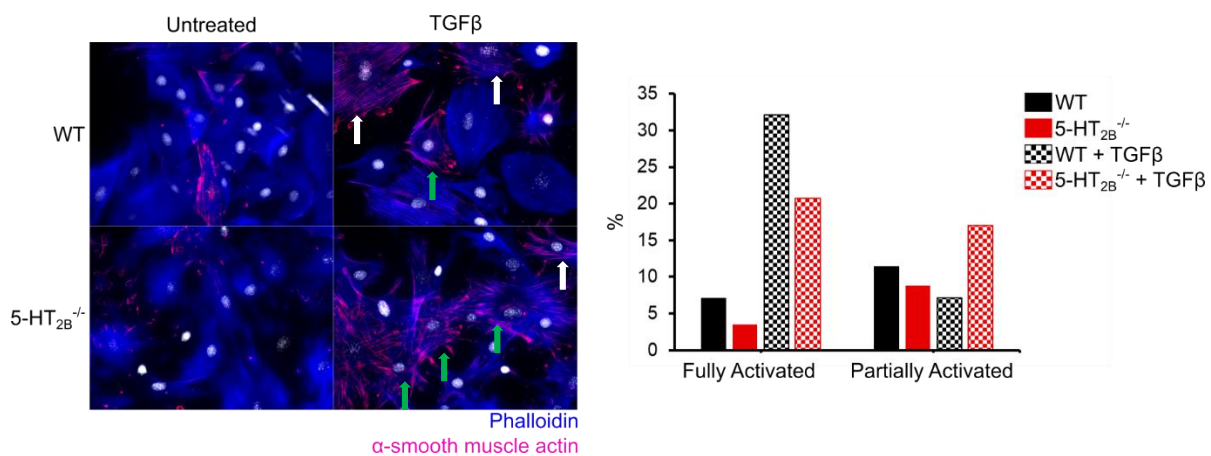 Untreated
TGFβ
WT
5-HT2B-/-
Phalloidin
α-smooth muscle actin
35
30
25
20
15
10
5
0
%
Fully Activated
Partially Activated
WT
5-HT2B-/-
WT + TGFβ
5-HT2B-/- + TGFβ